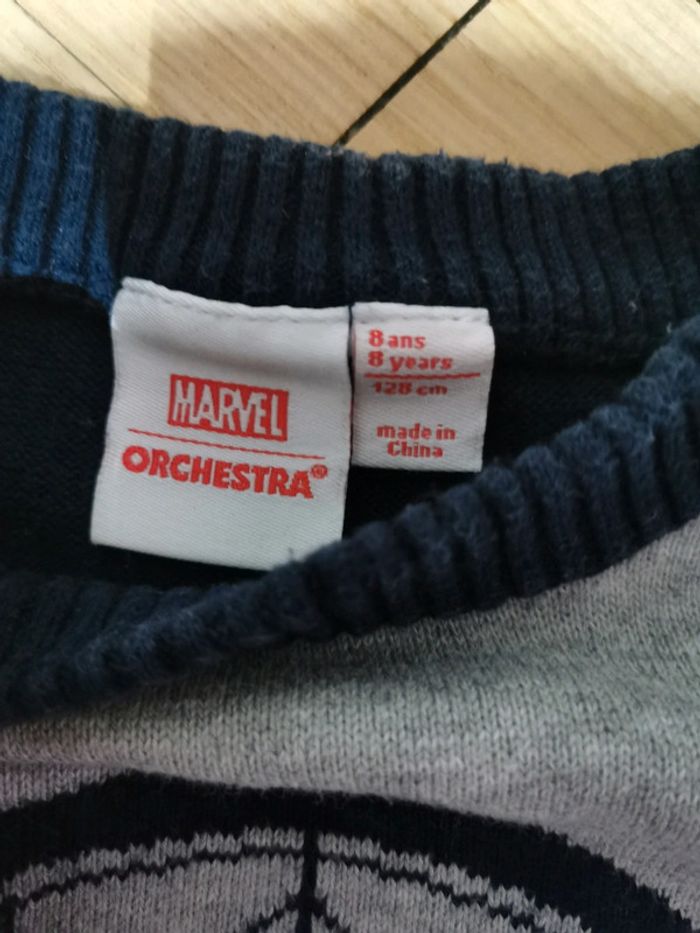 MARVEL
ORCHESTRA®
8 ans
8 years
128 cm
made in
China